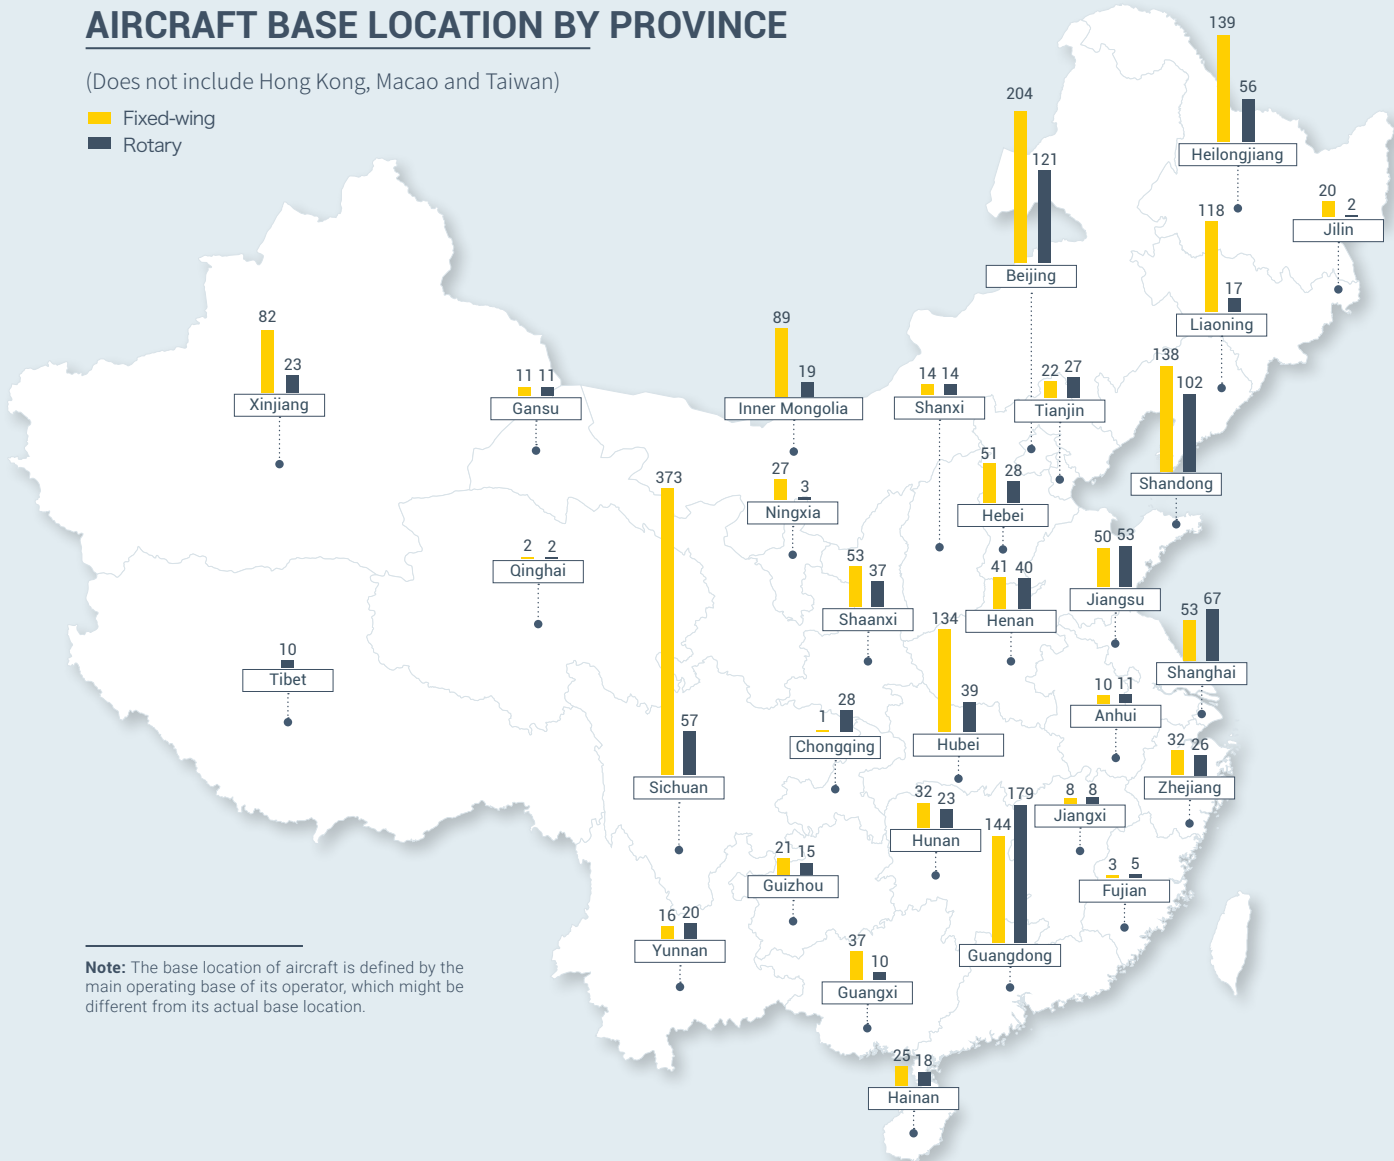 AIRCRAFT BASE LOCATION BY PROVINCE
(Does not include Hong Kong, Macao and Taiwan)
Fixed-wing
Rotary
139
56
Heilongjiang
204
121
Beijing
20
2
Jilin
118
17
Liaoning
82
23
Xinjiang
11 11
Gansu
89
19
Inner Mongolia
14 14
Shanxi
22 27
Tianjin
138
102
Shandong
373
57
Sichuan
27
3
Ningxia
51
28
Hebei
2 2
Qinghai
53
37
Shaanxi
41 40
Henan
50 53
Jiangsu
53
67
Shanghai
10
Tibet
134
39
Hubei
1
28
Chongqing
10 11
Anhui
32 26
Zhejiang
32 23
Hunan
144
179
Guangdong
8 8
Jiangxi
21 15
Guizhou
3 5
Fujian
16 20
Yunnan
37
10
Guangxi
25 18
Hainan
Note: The base location of aircraft is defined by the
main operating base of its operator, which might be
different from its actual base location.